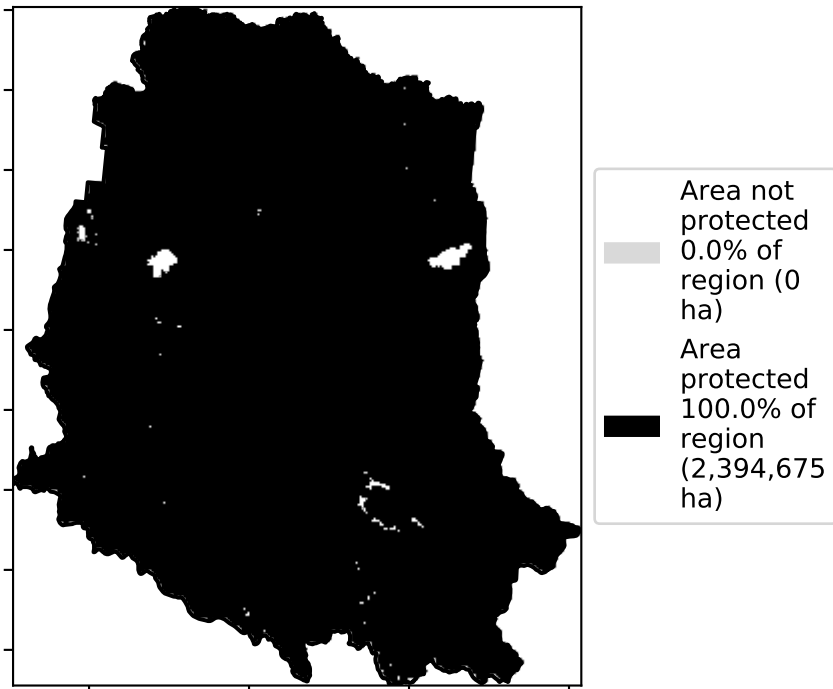 Area not
protected
0.0% of
region (0
ha)
Area
protected
100.0% of
region
(2,394,675
ha)